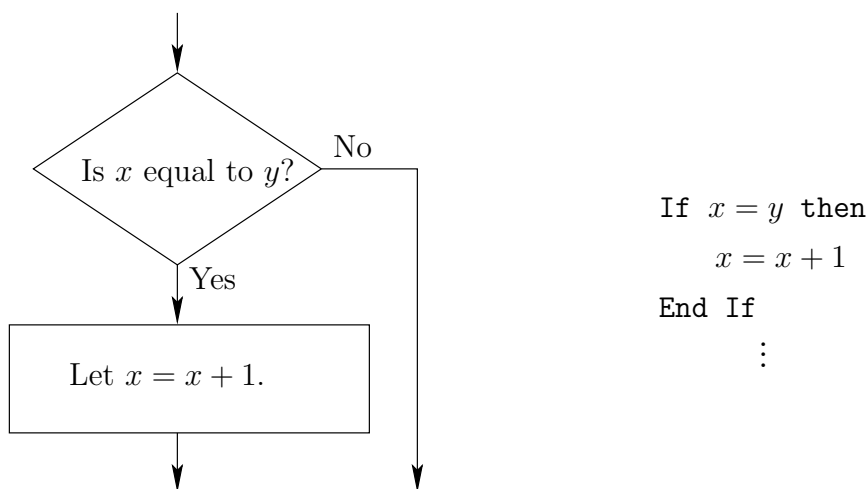 Is x equal to y?
No
Yes
Let x = x + 1.
If x = y then
x = x + 1
End If
⋮